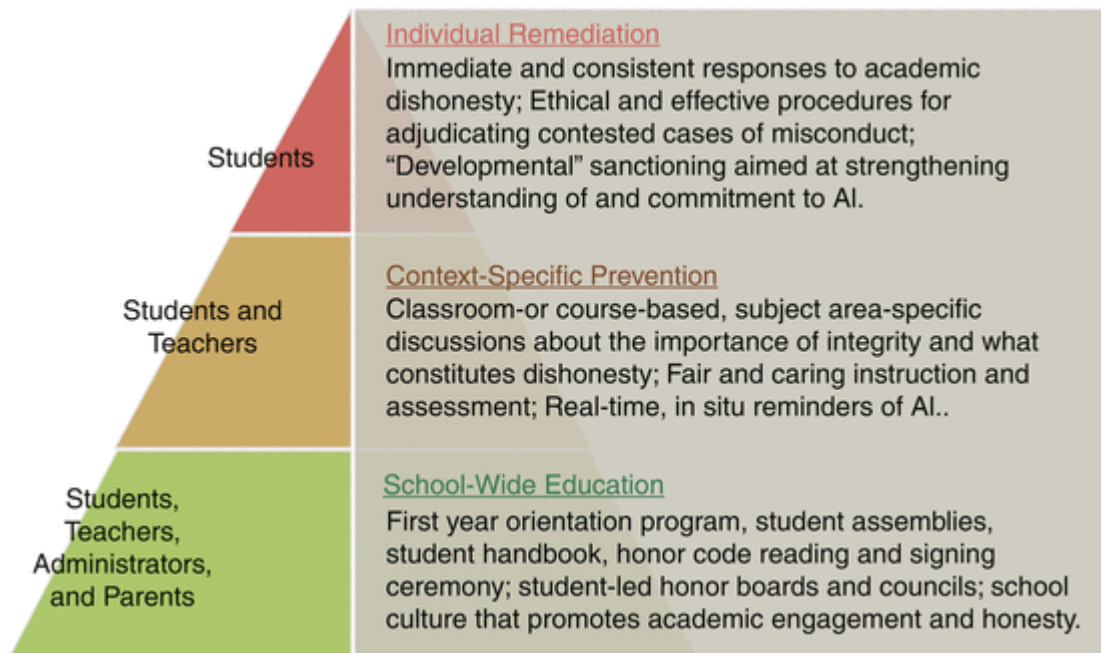 Individual Remediation
Immediate and consistent responses to academic
dishonesty; Ethical and effective procedures for
adjudicating contested cases of misconduct;
“Developmental” sanctioning aimed at strengthening
understanding of and commitment to AI.
Students
Context-Specific Prevention
Classroom-or course-based, subject area-specific
discussions about the importance of integrity and what
constitutes dishonesty; Fair and caring instruction and
assessment; Real-time, in situ reminders of AI..
Students and
Teachers
School-Wide Education
First year orientation program, student assemblies,
student handbook, honor code reading and signing
ceremony; student-led honor boards and councils; school
culture that promotes academic engagement and honesty.
Students,
Teachers,
Administrators,
and Parents